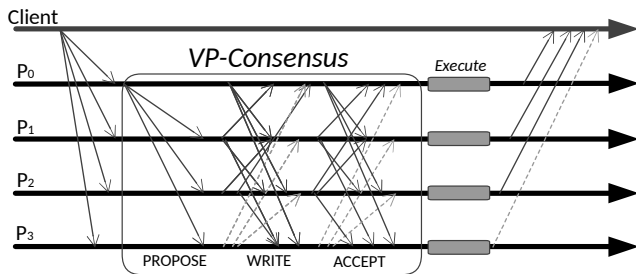 Client
VP-Consensus
Execute
P0
P1
P2
P3
PROPOSE WRITE ACCEPT